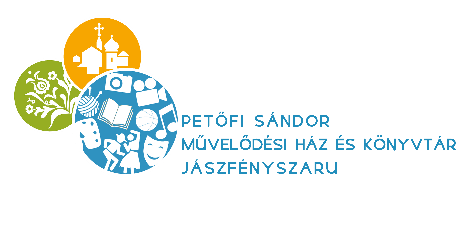 PETŐFI SÁNDOR
MŰVELŐDÉSI HÁZ ÉS KÖNYVTÁR
JÁSZFÉNYSZARU